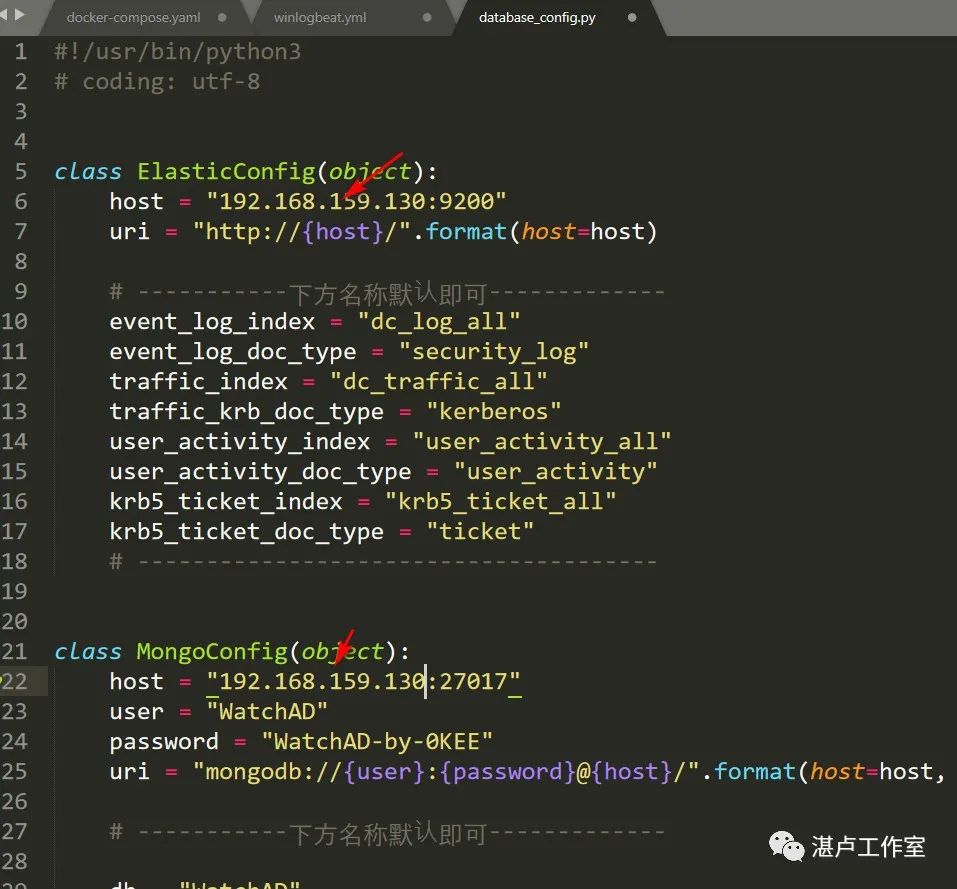 docker-compose.yaml winlogbeat.yml database_config.py
1 #!/usr/bin/python3
2 # coding: utf-8
3
4
5 class ElasticConfig(object):
6 host = "192.168.159.130:9200"
7 uri = "http://{host}/".format(host=host)
8
9 # -----------下方名称默认即可-------------
10 event_log_index = "dc_log_all"
11 event_log_doc_type = "security_log"
12 traffic_index = "dc_traffic_all"
13 traffic_krb_doc_type = "kerberos"
14 user_activity_index = "user_activity_all"
15 user_activity_doc_type = "user_activity"
16 krb5_ticket_index = "krb5_ticket_all"
17 krb5_ticket_doc_type = "ticket"
18 # --------------------------------------
19
20
21 class MongoConfig(object):
22 host = "192.168.159.130:27017"
23 user = "WatchAD"
24 password = "WatchAD-by-0KEE"
25 uri = "mongodb://{user}:{password}@{host}/".format(host=host,
26
27 # -----------下方名称默认即可-------------
28
29 db = "WatchAD"
湛卢工作室